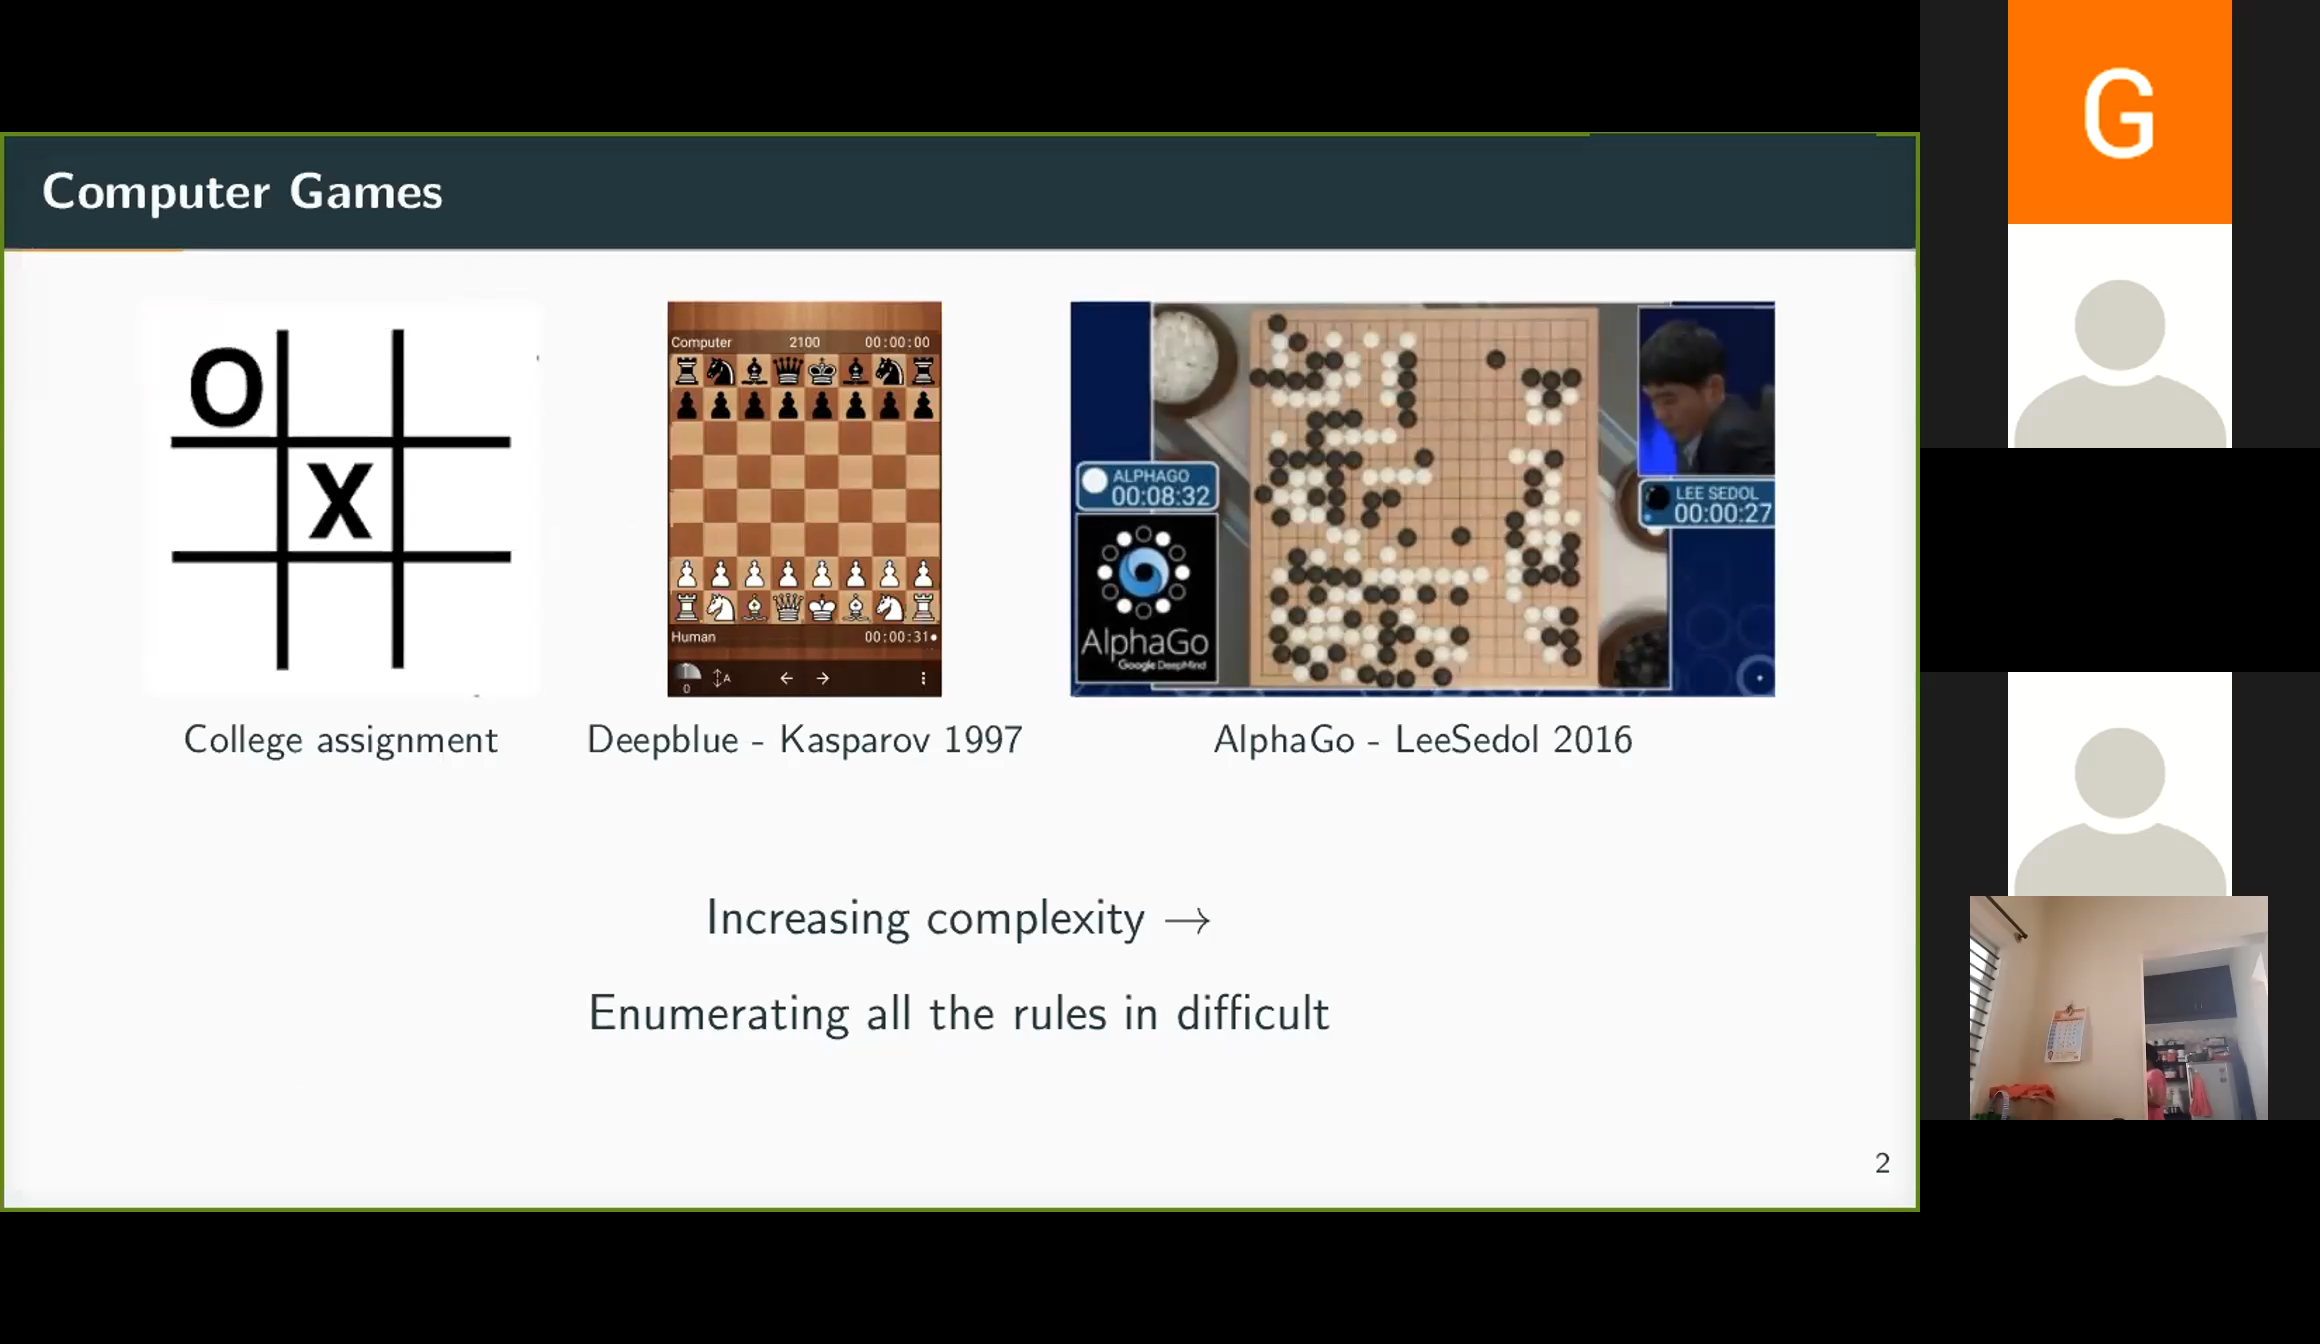 G
Computer Games
O
X
Computer 2100 00:00:00
Human 00:00:31
0
A
ALPHAGO
00:08:32
AlphaGo
Google DeepMind
LEE SEDOL
00:00:27
College assignment
Deepblue - Kasparov 1997
AlphaGo - LeeSedol 2016
Increasing complexity →
Enumerating all the rules in difficult
2